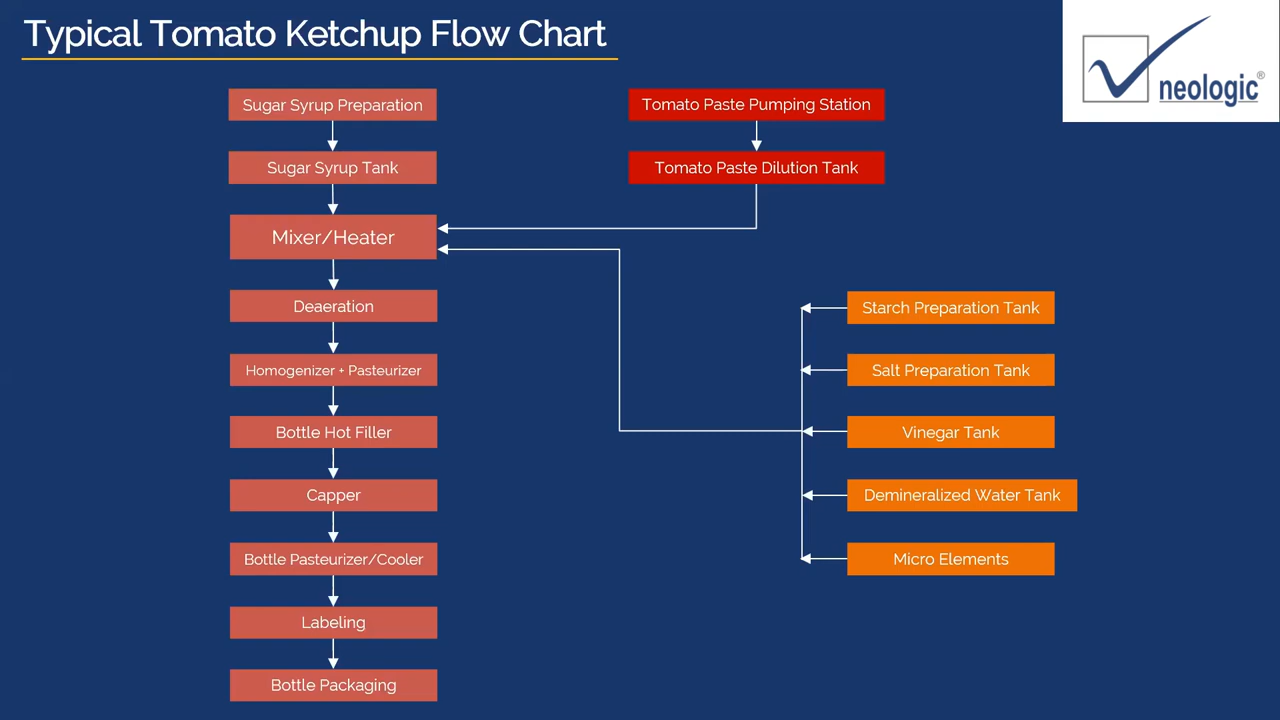 Typical Tomato Ketchup Flow Chart
neologic®
Sugar Syrup Preparation
Sugar Syrup Tank
Mixer/Heater
Deaeration
Homogenizer + Pasteurizer
Bottle Hot Filler
Capper
Bottle Pasteurizer/Cooler
Labeling
Bottle Packaging
Tomato Paste Pumping Station
Tomato Paste Dilution Tank
Starch Preparation Tank
Salt Preparation Tank
Vinegar Tank
Demineralized Water Tank
Micro Elements